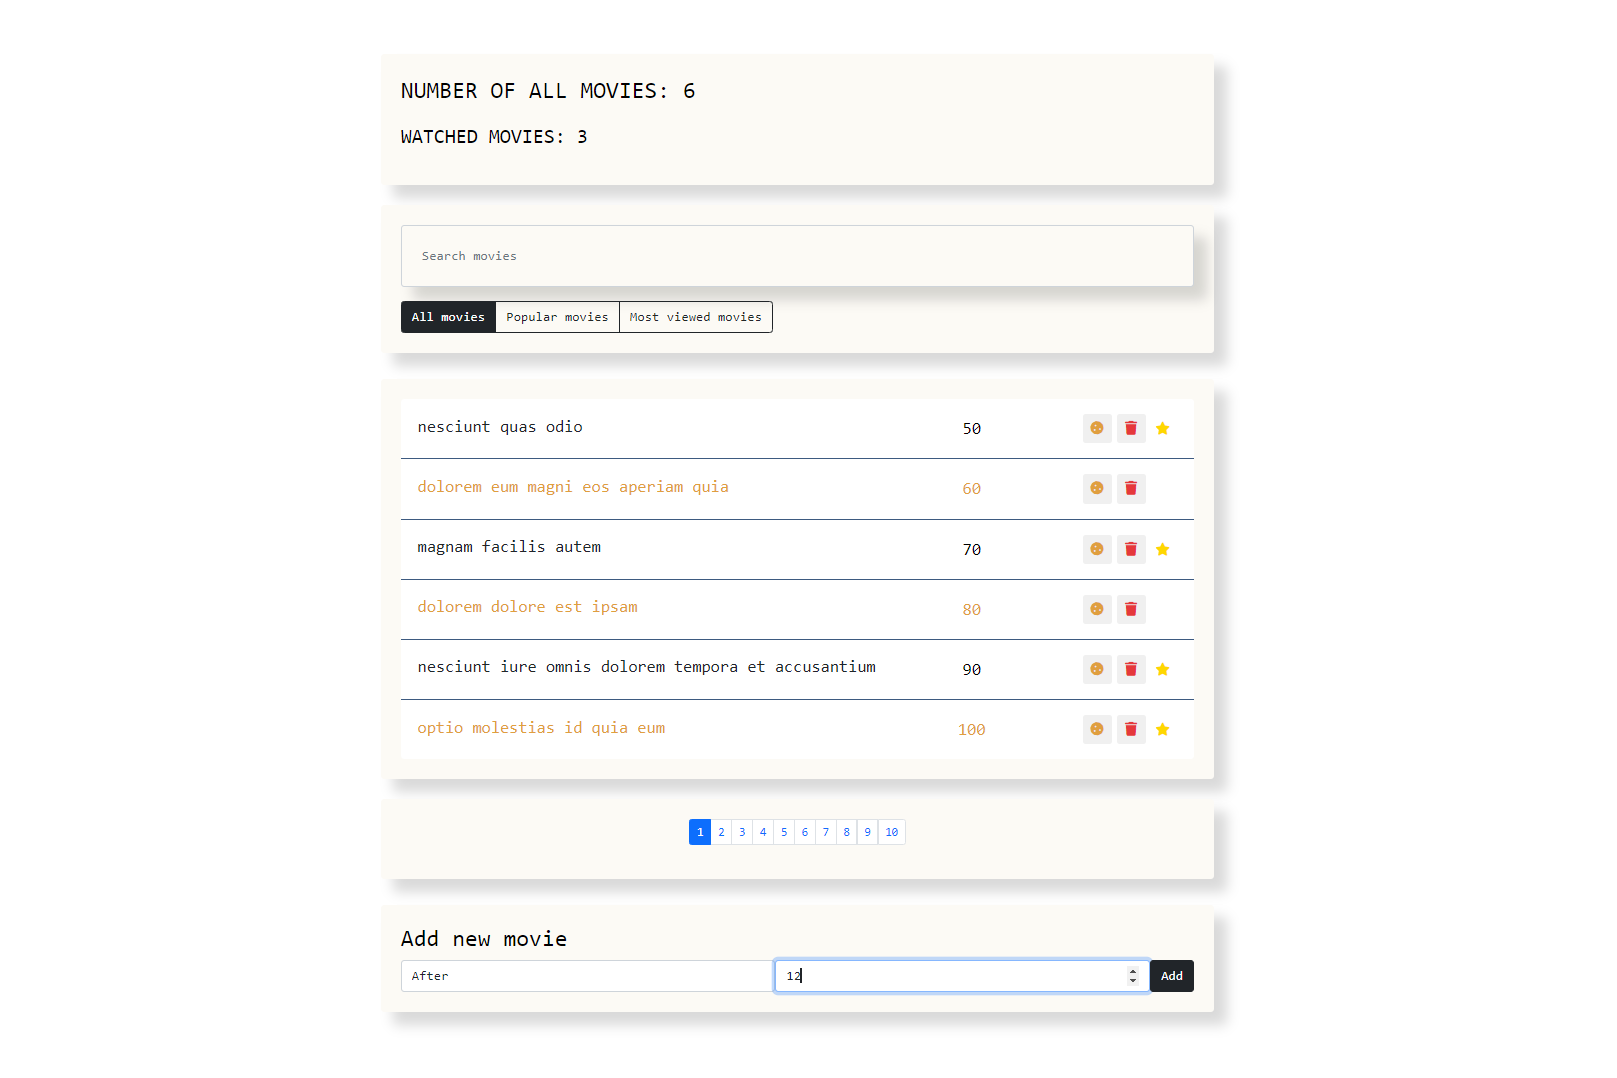 NUMBER OF ALL MOVIES: 6
WATCHED MOVIES: 3
Search movies
All movies Popular movies Most viewed movies
nesciunt quas odio 50
dolorem eum magni eos aperiam quia 60
magnam facilis autem 70
dolorem dolore est ipsam 80
nesciunt iure omnis dolorem tempora et accusantium 90
optio molestias id quia eum 100
1 2 3 4 5 6 7 8 9 10
Add new movie
After 12 Add